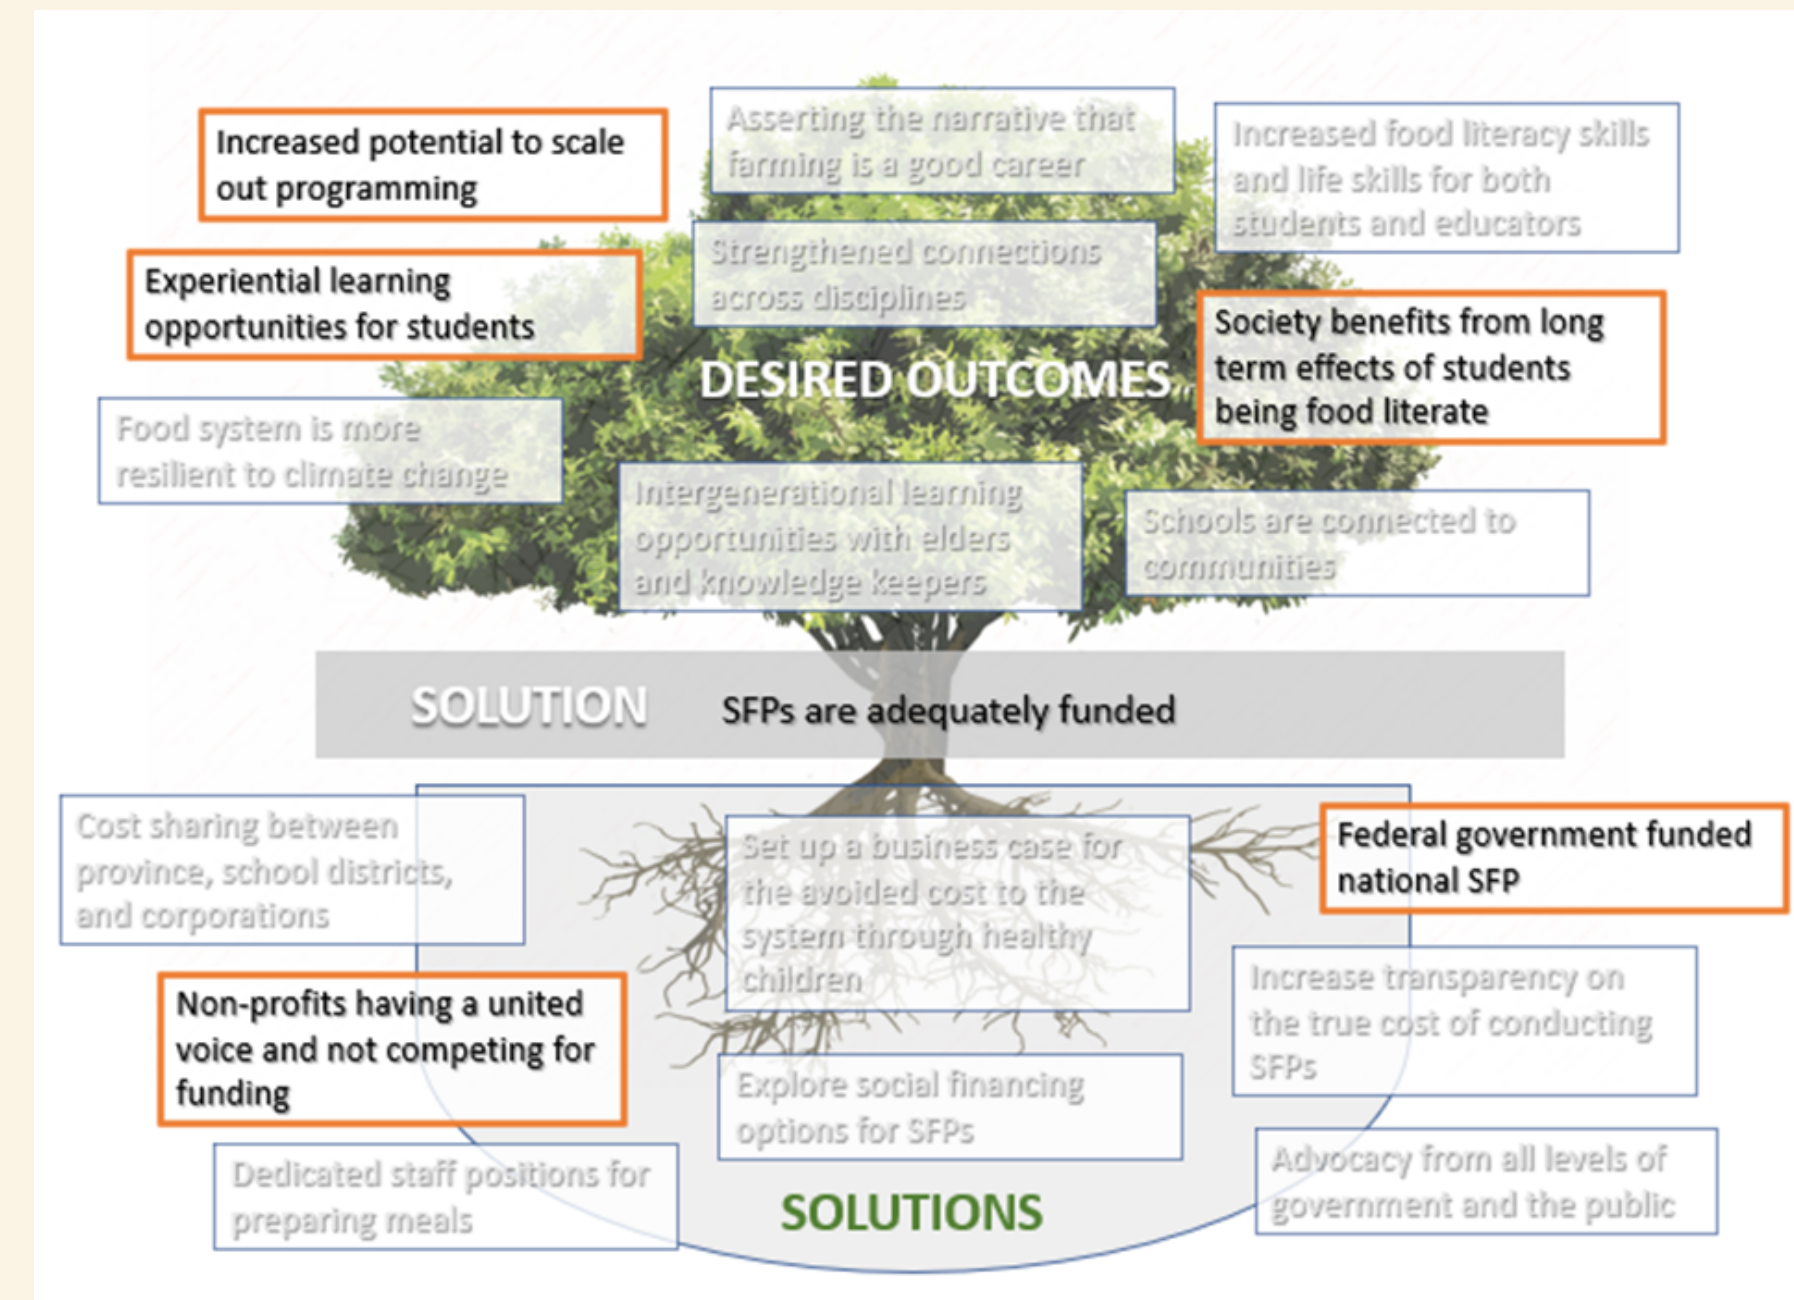 Increased potential to scale
out programming
Asserting the narrative that
farming is a good career
Increased food literacy skills
and life skills for both
students and educators
Experiential learning
opportunities for students
Strengthened connections
across disciplines
Society benefits from long
term effects of students
being food literate
DESIRED OUTCOMES
Food system is more
resilient to climate change
Intergenerational learning
opportunities with elders
and knowledge keepers
Schools are connected to
communities
SOLUTION
SFPs are adequately funded
Cost sharing between
province, school districts,
and corporations
Set up a business case for
the avoided cost to the
system through healthy
children
Federal government funded
national SFP
Non-profits having a united
voice and not competing for
funding
Increase transparency on
the true cost of conducting
SFPs
Explore social financing
options for SFPs
Dedicated staff positions for
preparing meals
Advocacy from all levels of
government and the public
SOLUTIONS